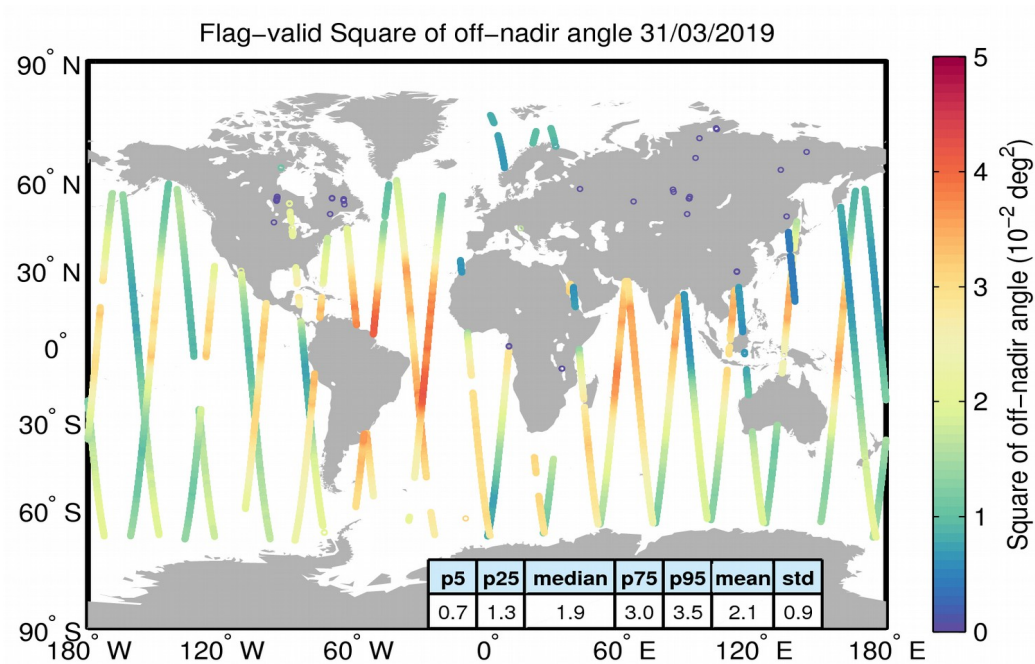 Flag−valid Square of off−nadir angle 31/03/2019
90° N
60° N
30° N
0°
30° S
60° S
90° S
180° W
120° W
60° W
0°
60° E
120° E
180° E
p5 p25 median p75 p95 mean std
0.7 1.3 1.9 3.0 3.5 2.1 0.9
5
4
3
2
1
0
Square of off−nadir angle (10⁻² deg²)